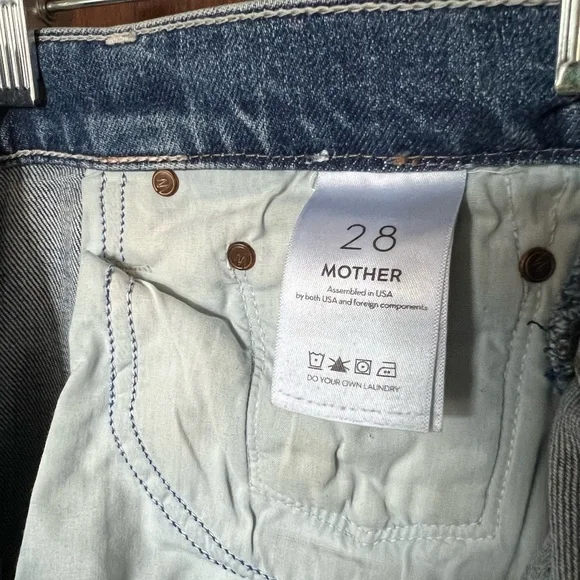 28
MOTHER
Assembled in USA
by both USA and foreign components
DO YOUR OWN LAUNDRY